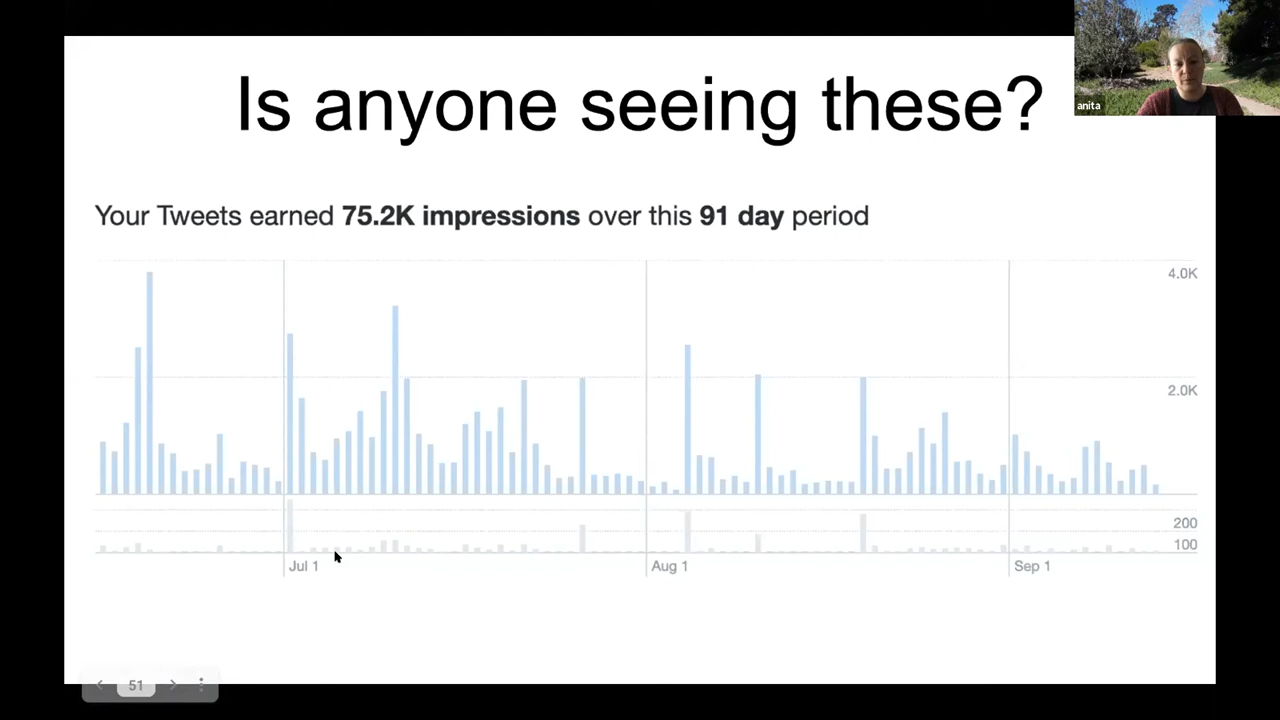 Is anyone seeing these?
anita
Your Tweets earned 75.2K impressions over this 91 day period
4.0K
2.0K
200
100
Jul 1
Aug 1
Sep 1
51